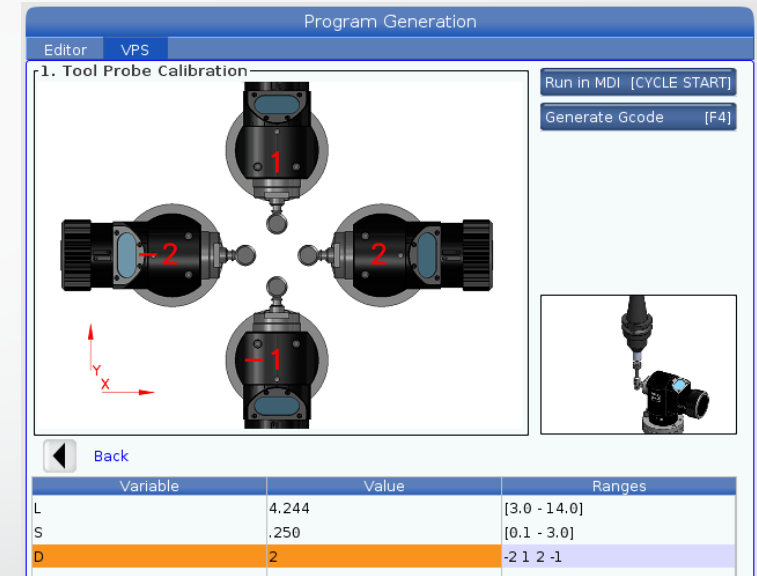 Program Generation
Editor VPS
1. Tool Probe Calibration
Run in MDI [CYCLE START]
Generate Gcode [F4]
1
-2
2
-1
Y
X
Back
Variable Value Ranges
L 4.244 [3.0 - 14.0]
S .250 [0.1 - 3.0]
D 2 -2 1 2 -1